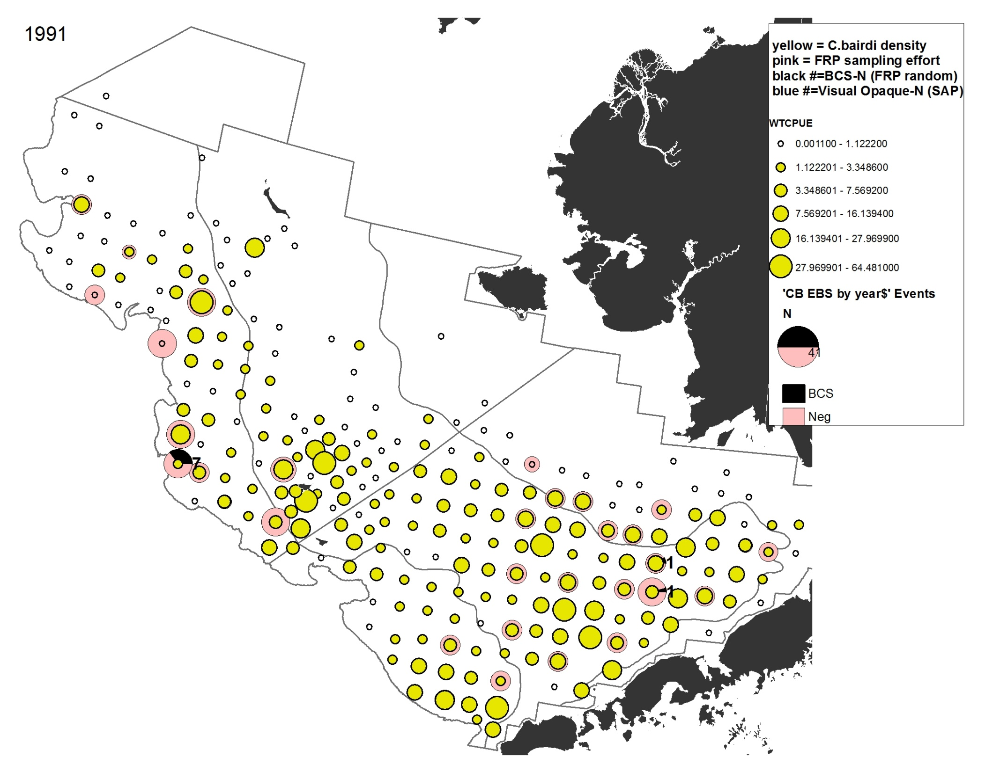 1991
yellow = C.bairdi density
pink = FRP sampling effort
black #=BCS-N (FRP random)
blue #=Visual Opaque-N (SAP)
WTCPUE
0.001100 - 1.122200
1.122201 - 3.348600
3.348601 - 7.569200
7.569201 - 16.139400
16.139401 - 27.969900
27.969901 - 64.481000
'CB EBS by year$' Events
N
41
BCS
Neg
7
1
1